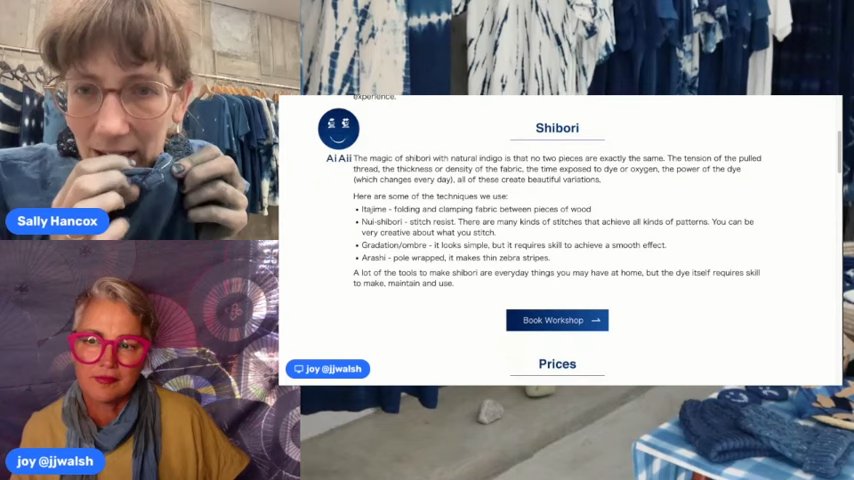 experience.
Shibori
Ai Aii
The magic of shibori with natural indigo is that no two pieces are exactly the same. The tension of the pulled
thread, the thickness or density of the fabric, the time exposed to dye or oxygen, the power of the dye
(which changes every day), all of these create beautiful variations.
Here are some of the techniques we use:
• Itajime - folding and clamping fabric between pieces of wood
• Nui-shibori - stitch resist. There are many kinds of stitches that achieve all kinds of patterns. You can be
very creative about what you stitch.
• Gradation/ombre - it looks simple, but it requires skill to achieve a smooth effect.
• Arashi - pole wrapped, it makes thin zebra stripes.
A lot of the tools to make shibori are everyday things you may have at home, but the dye itself requires skill
to make, maintain and use.
Book Workshop →
Prices
joy @jjwalsh
Sally Hancox
joy @jjwalsh